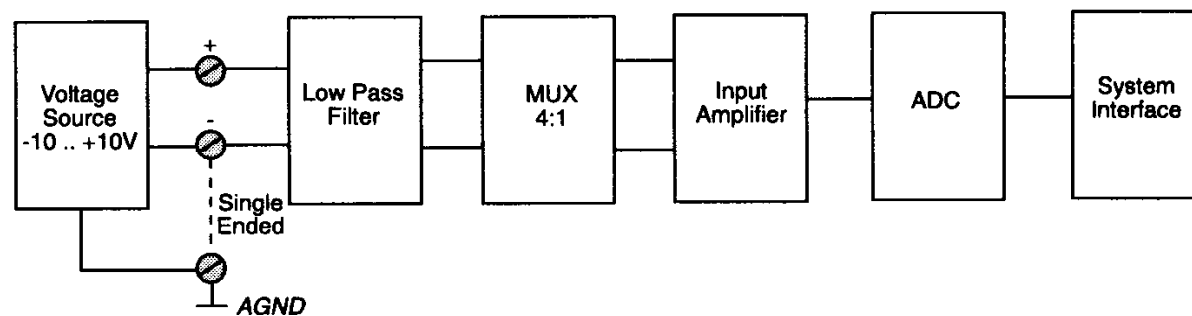 Voltage
Source
-10 .. +10V
+
-
Single
Ended
AGND
Low Pass
Filter
MUX
4:1
Input
Amplifier
ADC
System
Interface